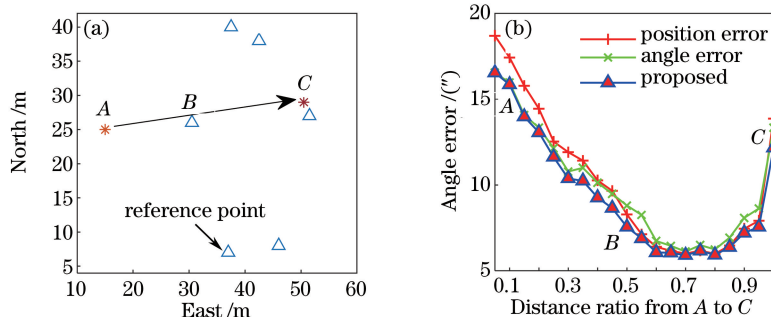 (a)
40
35
30
25
20
15
10
5
North /m
A
B
C
reference point
10 20 30 40 50 60
East /m
(b)
20
15
10
5
Angle error /(″)
position error
angle error
proposed
A
B
C
0.1 0.3 0.5 0.7 0.9
Distance ratio from A to C